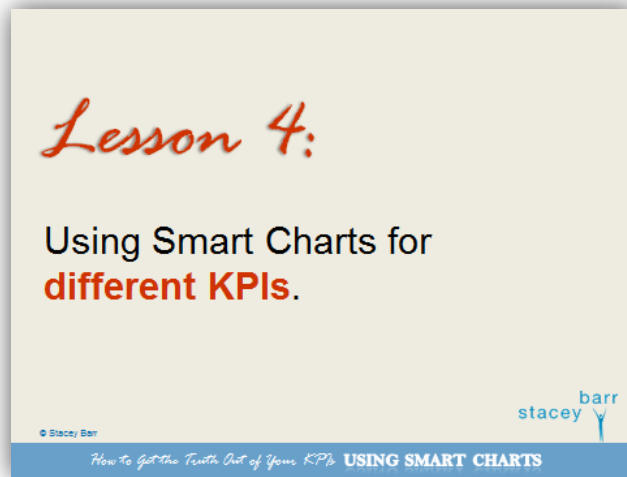 Lesson 4:
Using Smart Charts for
different KPIs.
barr
stacey
© Stacey Barr
How to Get the Truth Out of Your KPIs USING SMART CHARTS